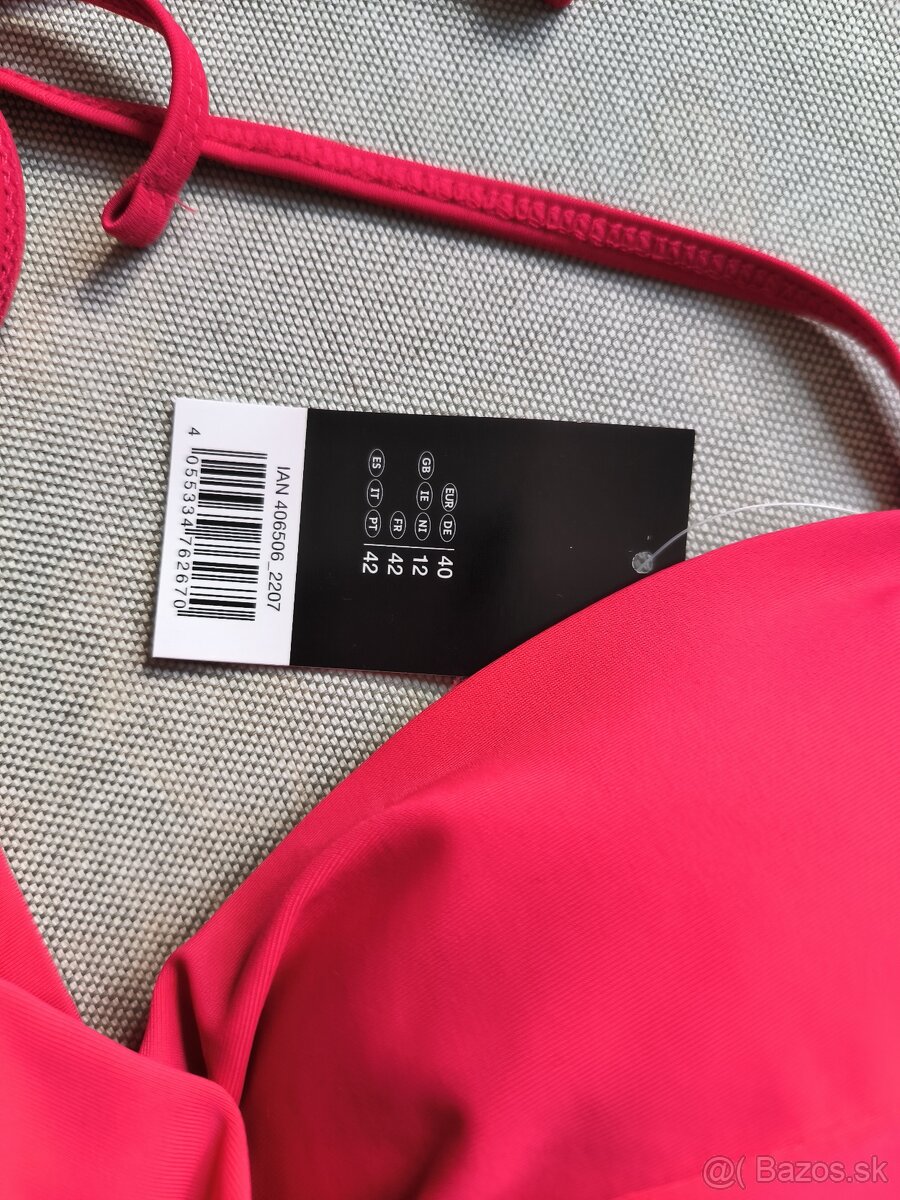 EUR DE 40
GB IE NI 12
FR 42
ES IT PT 42
IAN 406506_2207
4 055334 762670
@( Bazos.sk